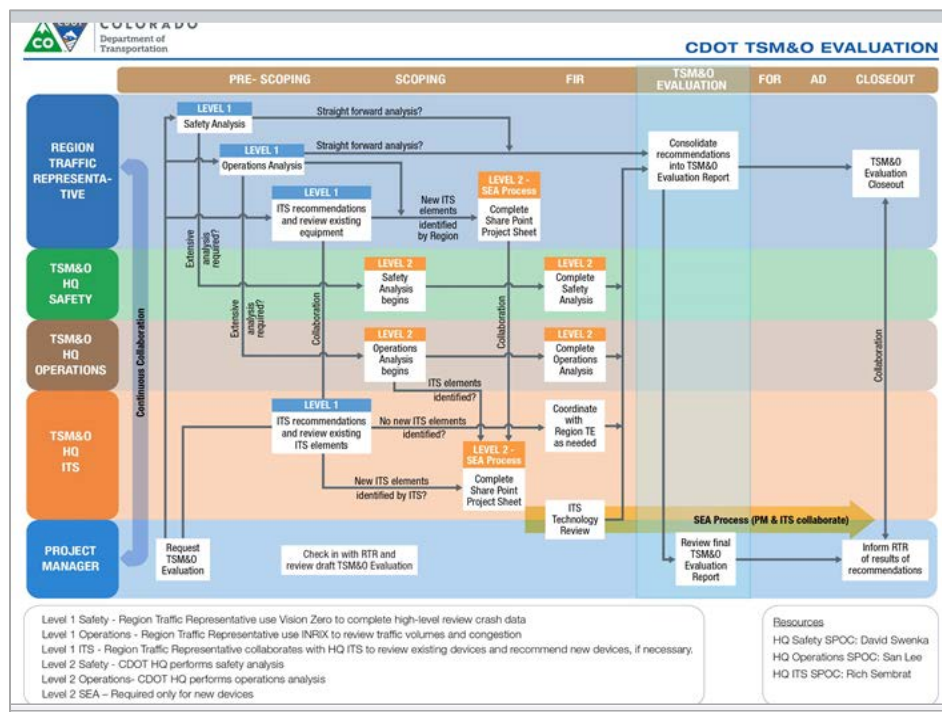 COLORADO
CO
CDOT
Department of
Transportation
CDOT TSM&O EVALUATION
PRE- SCOPING
SCOPING
FIR
TSM&O
EVALUATION
FOR
AD
CLOSEOUT
REGION
TRAFFIC
REPRESENTA-
TIVE
LEVEL 1
Safety Analysis
Straight forward analysis?
LEVEL 1
Operations Analysis
Straight forward analysis?
LEVEL 1
ITS recommendations
and review existing
equipment
New ITS
elements
identified
by Region
LEVEL 2 -
SEA Process
Complete
Share Point
Project Sheet
Consolidate
recommendations
into TSM&O
Evaluation Report
TSM&O
Evaluation
Closeout
Extensive
analysis
required?
TSM&O
HQ
SAFETY
LEVEL 2
Safety
Analysis
begins
LEVEL 2
Complete
Safety
Analysis
Extensive
analysis
required?
Collaboration
Collaboration
Collaboration
Continuous Collaboration
TSM&O
HQ
OPERATIONS
LEVEL 2
Operations
Analysis
begins
LEVEL 2
Complete
Operations
Analysis
ITS elements
identified?
TSM&O
HQ
ITS
LEVEL 1
ITS recommendations
and review existing
ITS elements
No new ITS elements
identified?
Coordinate
with
Region TE
as needed
LEVEL 2 -
SEA Process
Complete
Share Point
Project Sheet
New ITS elements
identified by ITS?
ITS
Technology
Review
SEA Process (PM & ITS collaborate)
PROJECT
MANAGER
Request
TSM&O
Evaluation
Check in with RTR and
review draft TSM&O Evaluation
Review final
TSM&O
Evaluation
Report
Inform RTR
of results of
recommendations
Level 1 Safety - Region Traffic Representative use Vision Zero to complete high-level review crash data
Level 1 Operations - Region Traffic Representative use INRIX to review traffic volumes and congestion
Level 1 ITS - Region Traffic Representative collaborates with HQ ITS to review existing devices and recommend new devices, if necessary.
Level 2 Safety - CDOT HQ performs safety analysis
Level 2 Operations- CDOT HQ performs operations analysis
Level 2 SEA – Required only for new devices
Resources
HQ Safety SPOC: David Swenka
HQ Operations SPOC: San Lee
HQ ITS SPOC: Rich Sembrat